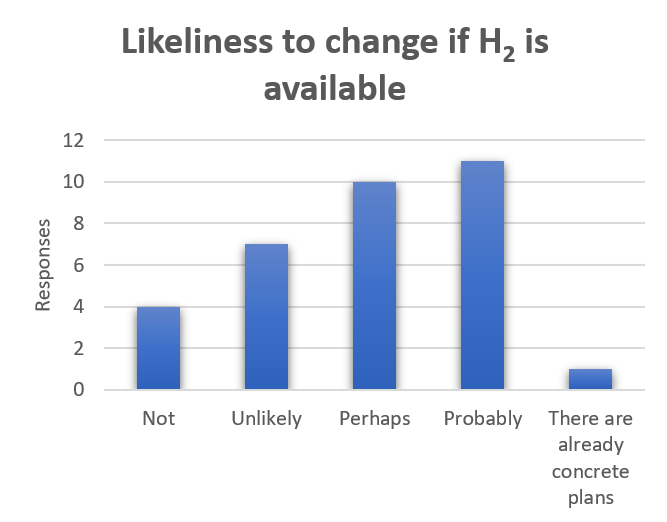 Likeliness to change if H₂ is
available
12
10
8
6
4
2
0
Responses
Not
Unlikely
Perhaps
Probably
There are
already
concrete
plans